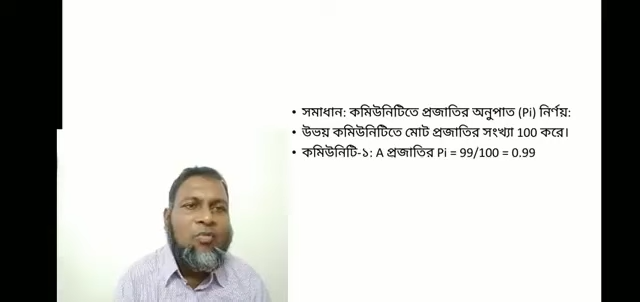 • সমাধান: কমিউনিটিতে প্রজাতির অনুপাত (Pi) নির্ণয়:
• উভয় কমিউনিটিতে মোট প্রজাতির সংখ্যা 100 করে।
• কমিউনিটি-১: A প্রজাতির Pi = 99/100 = 0.99